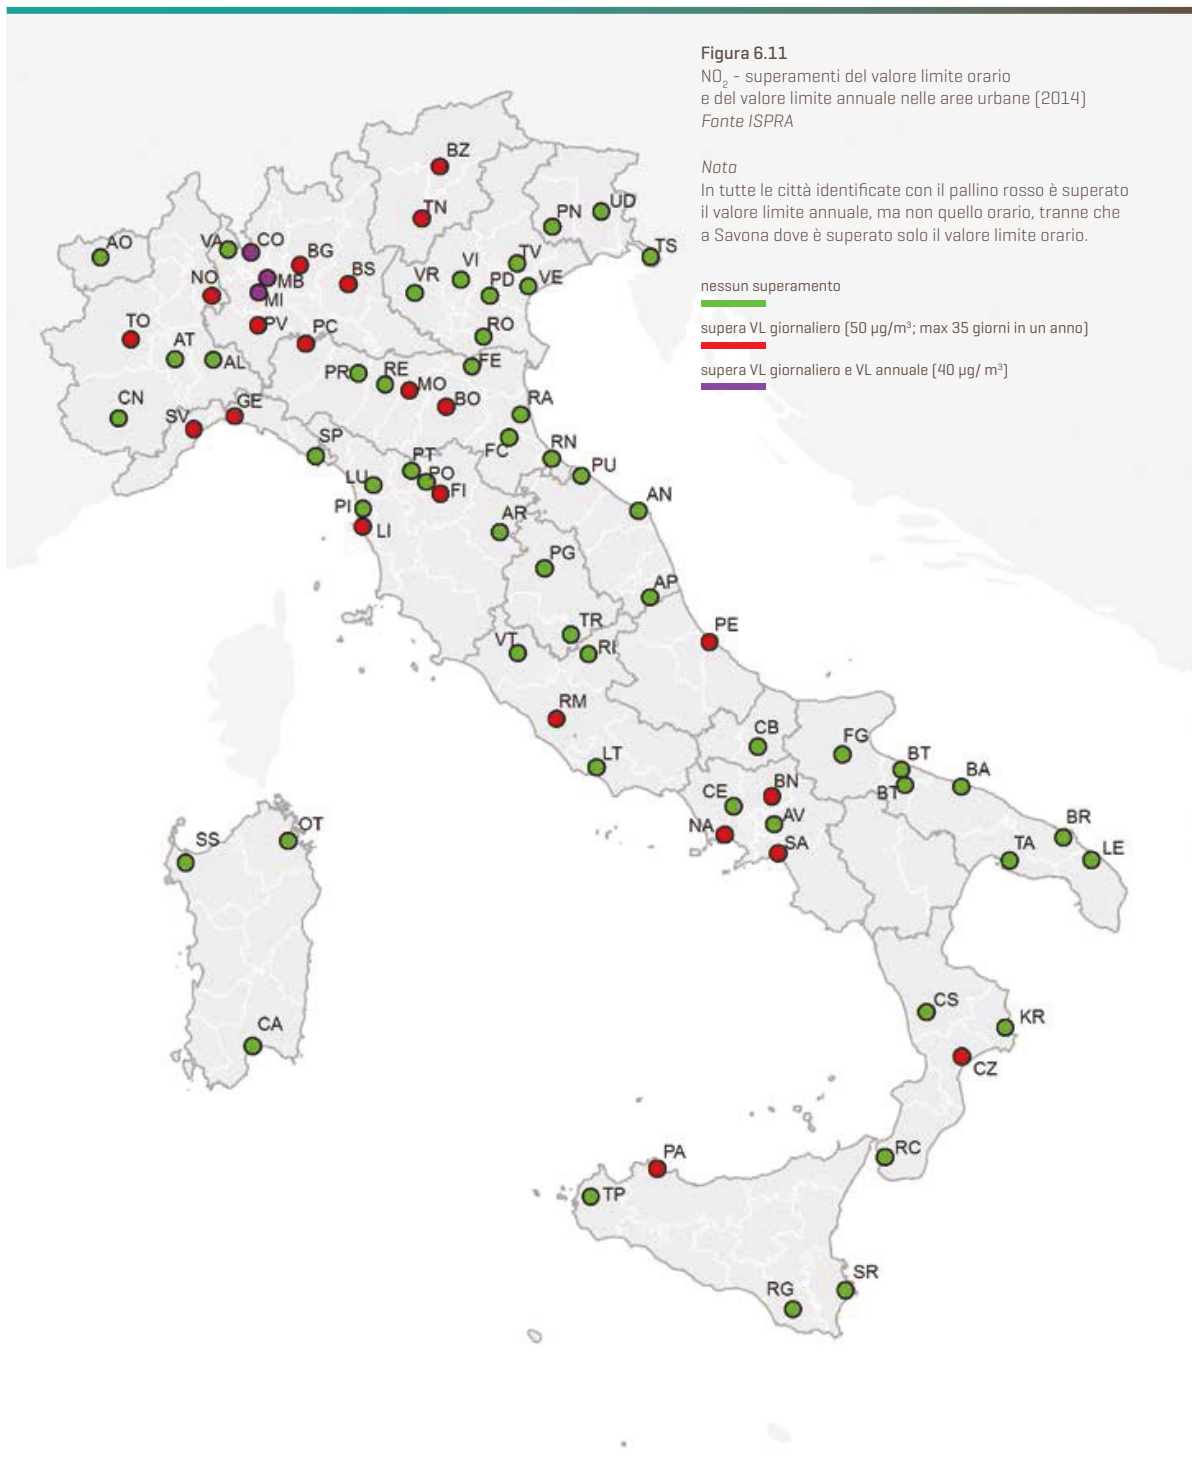 Figura 6.11
NO2 - superamenti del valore limite orario
e del valore limite annuale nelle aree urbane (2014)
Fonte ISPRA
Nota
In tutte le città identificate con il pallino rosso è superato
il valore limite annuale, ma non quello orario, tranne che
a Savona dove è superato solo il valore limite orario.
nessun superamento
supera VL giornaliero (50 µg/m³; max 35 giorni in un anno)
supera VL giornaliero e VL annuale (40 µg/ m³)
BZ
TN
PN
UD
TS
AO
VA
CO
BG
BS
MB
MI
NO
VR
VI
TV
PD
VE
RO
TO
AT
AL
PV
PC
PR
RE
MO
BO
FE
CN
SV
GE
SP
RA
FC
RN
PU
PT
PO
FI
LU
PI
LI
AR
AN
PG
AP
TR
RI
VT
PE
RM
LT
CB
FG
BT
BT
BA
CE
BN
AV
NA
SA
BR
TA
LE
SS
OT
CA
CS
KR
CZ
RC
PA
TP
RG
SR